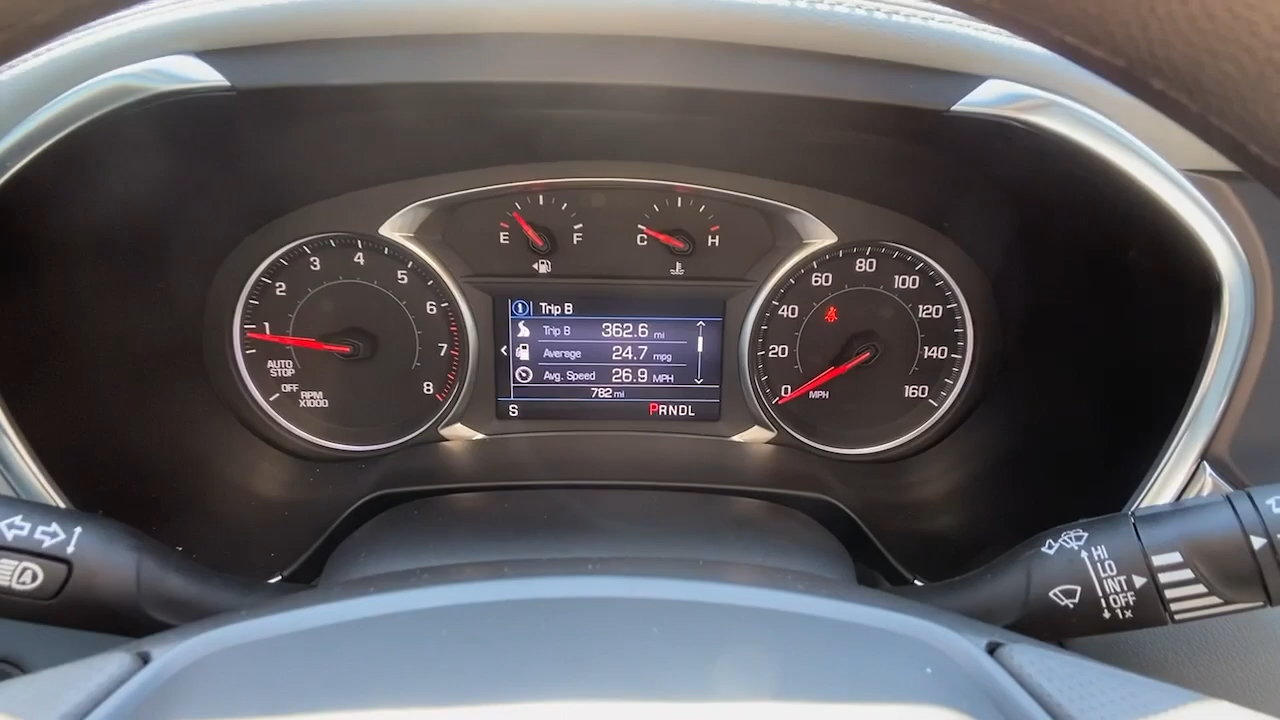 E F
C H
1 2 3 4 5 6 7 8
AUTO
STOP
OFF
RPM
X1000
Trip B
Trip B 362.6 mi
Average 24.7 mpg
Avg. Speed 26.9 MPH
782 mi
S PRNDL
0 20 40 60 80 100 120 140 160
MPH
A
HI
LO
INT
OFF
1x